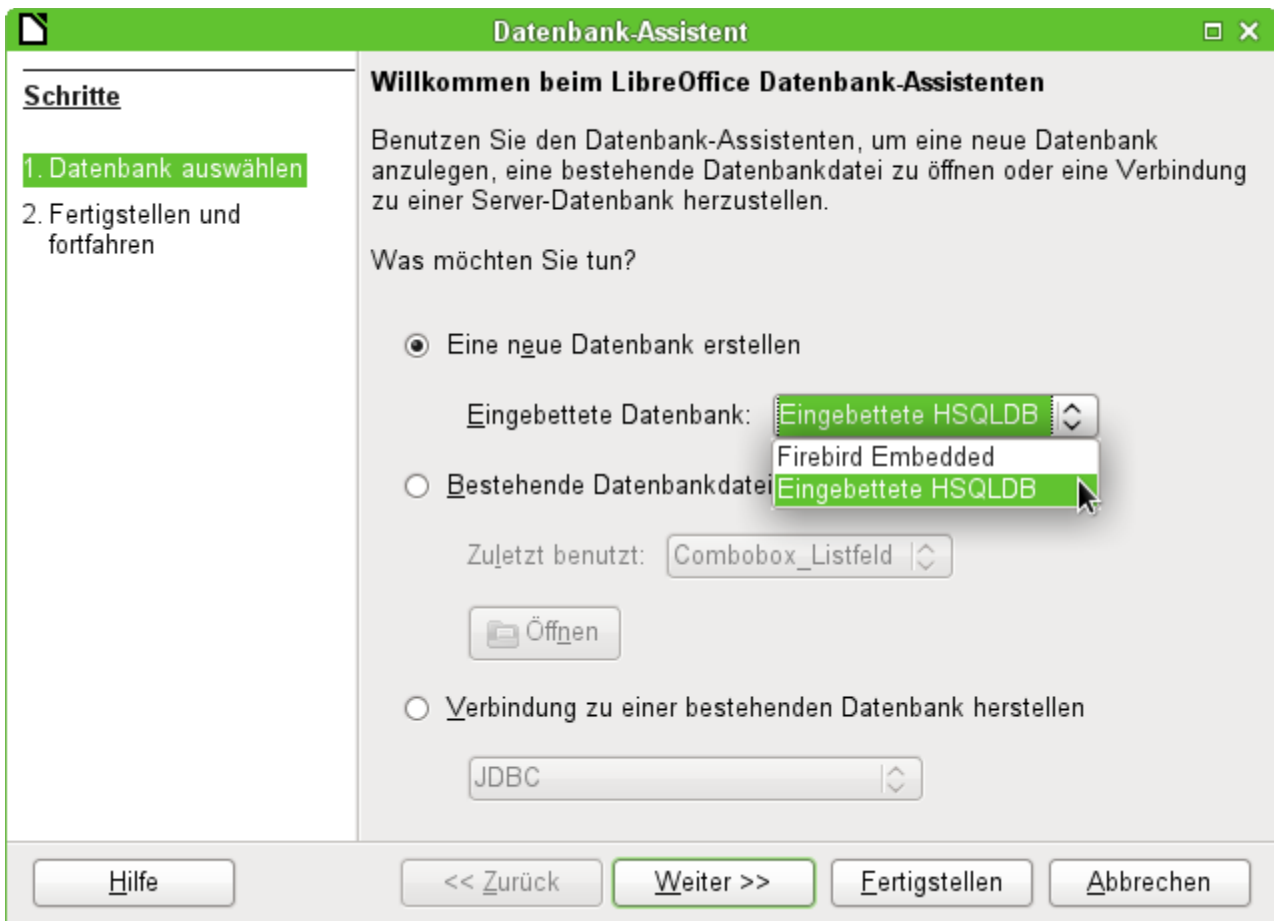 Datenbank-Assistent
Schritte
1. Datenbank auswählen
2. Fertigstellen und
fortfahren
Willkommen beim LibreOffice Datenbank-Assistenten
Benutzen Sie den Datenbank-Assistenten, um eine neue Datenbank
anzulegen, eine bestehende Datenbankdatei zu öffnen oder eine Verbindung
zu einer Server-Datenbank herzustellen.
Was möchten Sie tun?
Eine neue Datenbank erstellen
Eingebettete Datenbank: Eingebettete HSQLDB
Firebird Embedded
Bestehende Datenbankdatei Eingebettete HSQLDB
Zuletzt benutzt: Combobox_Listfeld
Öffnen
Verbindung zu einer bestehenden Datenbank herstellen
JDBC
Hilfe << Zurück Weiter >> Fertigstellen Abbrechen